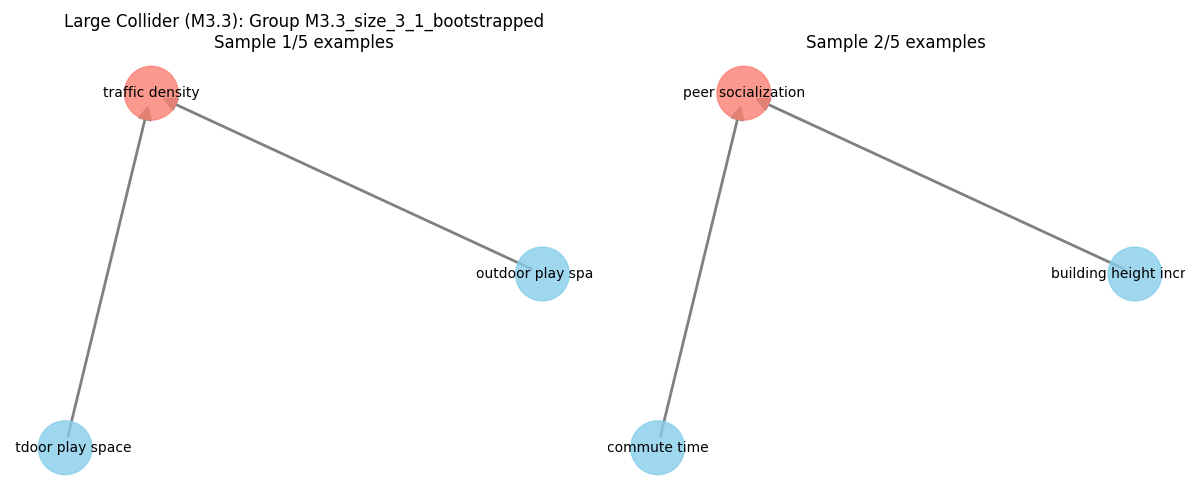 Large Collider (M3.3): Group M3.3_size_3_1_bootstrapped
Sample 1/5 examples
Sample 2/5 examples
traffic density
peer socialization
outdoor play spa
building height incr
tdoor play space
commute time